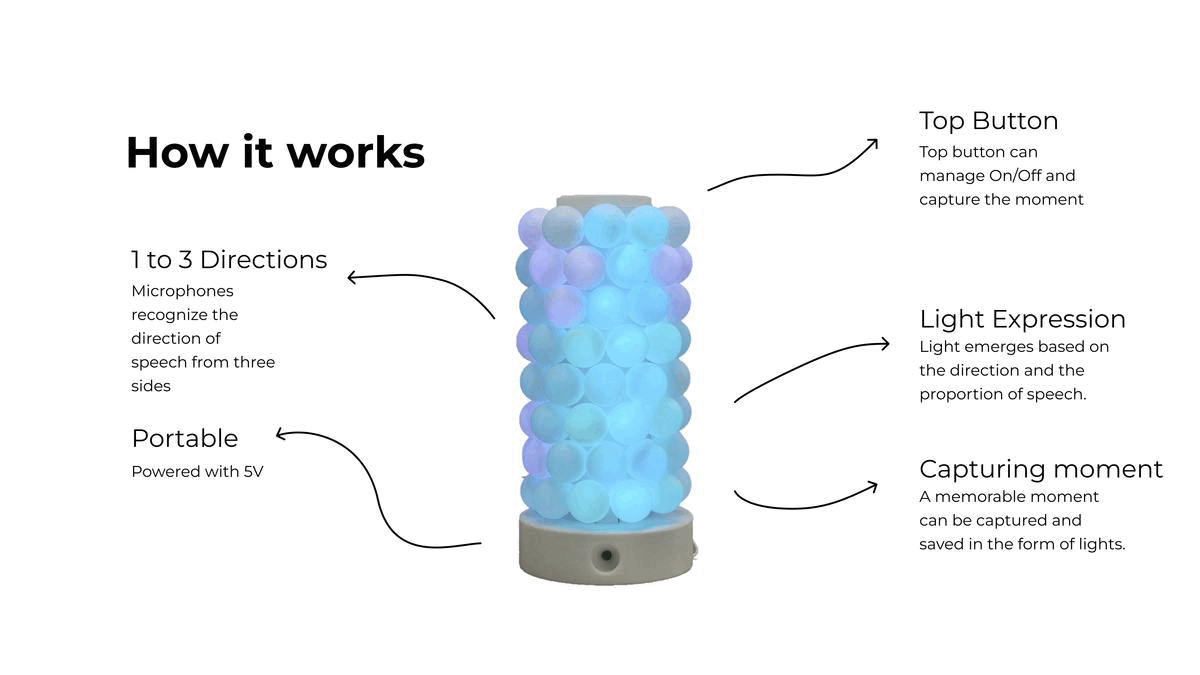 How it works
1 to 3 Directions
Microphones
recognize the
direction of
speech from three
sides
Portable
Powered with 5V
Top Button
Top button can
manage On/Off and
capture the moment
Light Expression
Light emerges based on
the direction and the
proportion of speech.
Capturing moment
A memorable moment
can be captured and
saved in the form of lights.